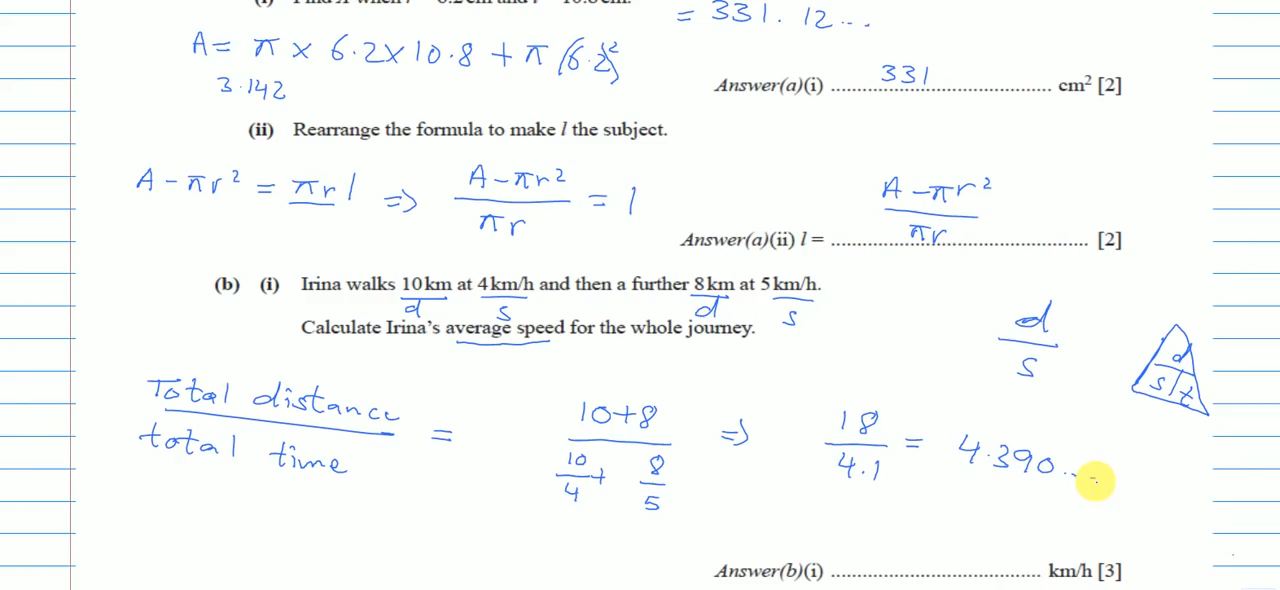 = 331.12...
A = π × 6.2 × 10.8 + π (6.2)²
3.142
Answer(a)(i) ........ 331 ........ cm² [2]
(ii) Rearrange the formula to make l the subject.
A - πr² = πrl ⇒ A - πr² / πr = l
Answer(a)(ii) l = ........ A - πr² / πr ........ [2]
(b) (i) Irina walks 10 km at 4 km/h and then a further 8 km at 5 km/h.
d s d s
Calculate Irina's average speed for the whole journey.
d / s
d
s t
Total distance / total time = 10+8 / 10/4 + 8/5 ⇒ 18 / 4.1 = 4.390...
Answer(b)(i) ........ km/h [3]